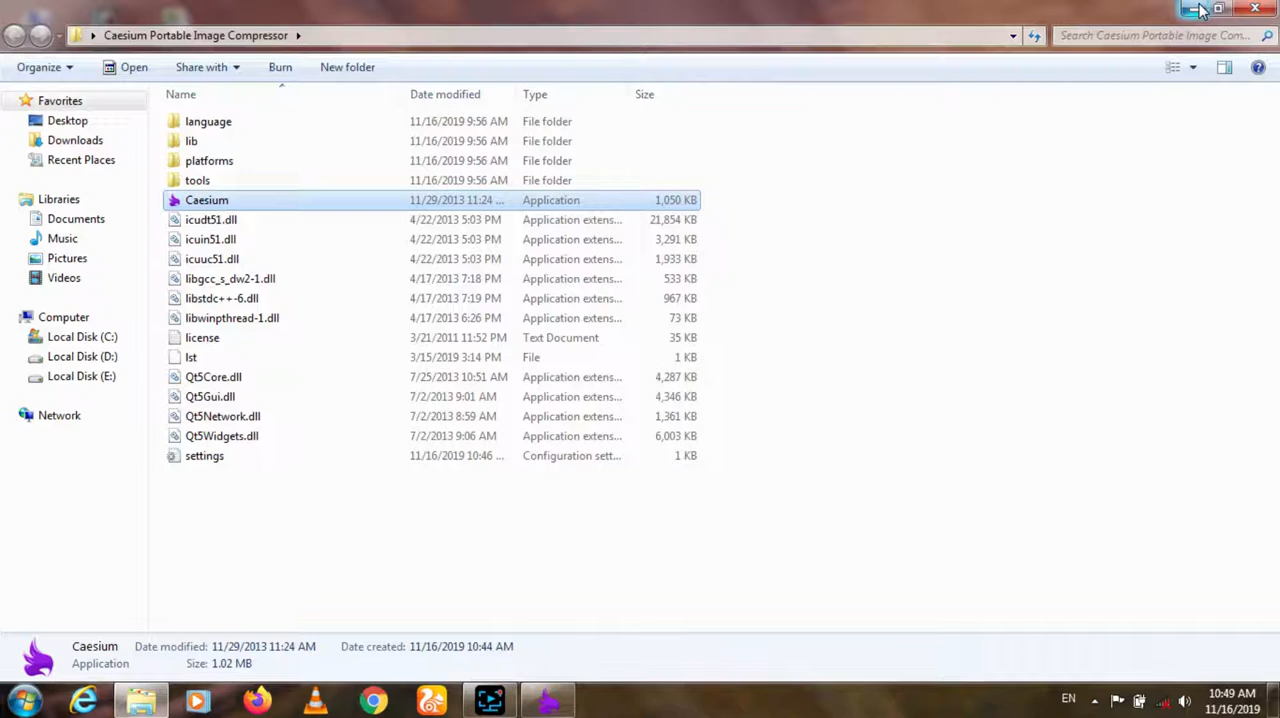 Caesium Portable Image Compressor
Search Caesium Portable Image Com...
Organize Open Share with Burn New folder
Name Date modified Type Size
Favorites
Desktop
Downloads
Recent Places
Libraries
Documents
Music
Pictures
Videos
Computer
Local Disk (C:)
Local Disk (D:)
Local Disk (E:)
Network
language 11/16/2019 9:56 AM File folder
lib 11/16/2019 9:56 AM File folder
platforms 11/16/2019 9:56 AM File folder
tools 11/16/2019 9:56 AM File folder
Caesium 11/29/2013 11:24 ... Application 1,050 KB
icudt51.dll 4/22/2013 5:03 PM Application extens... 21,854 KB
icuin51.dll 4/22/2013 5:03 PM Application extens... 3,291 KB
icuuc51.dll 4/22/2013 5:03 PM Application extens... 1,933 KB
libgcc_s_dw2-1.dll 4/17/2013 7:18 PM Application extens... 533 KB
libstdc++-6.dll 4/17/2013 7:19 PM Application extens... 967 KB
libwinpthread-1.dll 4/17/2013 6:26 PM Application extens... 73 KB
license 3/21/2011 11:52 PM Text Document 35 KB
lst 3/15/2019 3:14 PM File 1 KB
Qt5Core.dll 7/25/2013 10:51 AM Application extens... 4,287 KB
Qt5Gui.dll 7/2/2013 9:01 AM Application extens... 4,346 KB
Qt5Network.dll 7/2/2013 8:59 AM Application extens... 1,361 KB
Qt5Widgets.dll 7/2/2013 9:06 AM Application extens... 6,003 KB
settings 11/16/2019 10:46 ... Configuration sett... 1 KB
Caesium Date modified: 11/29/2013 11:24 AM Date created: 11/16/2019 10:44 AM
Application Size: 1.02 MB
EN
10:49 AM
11/16/2019